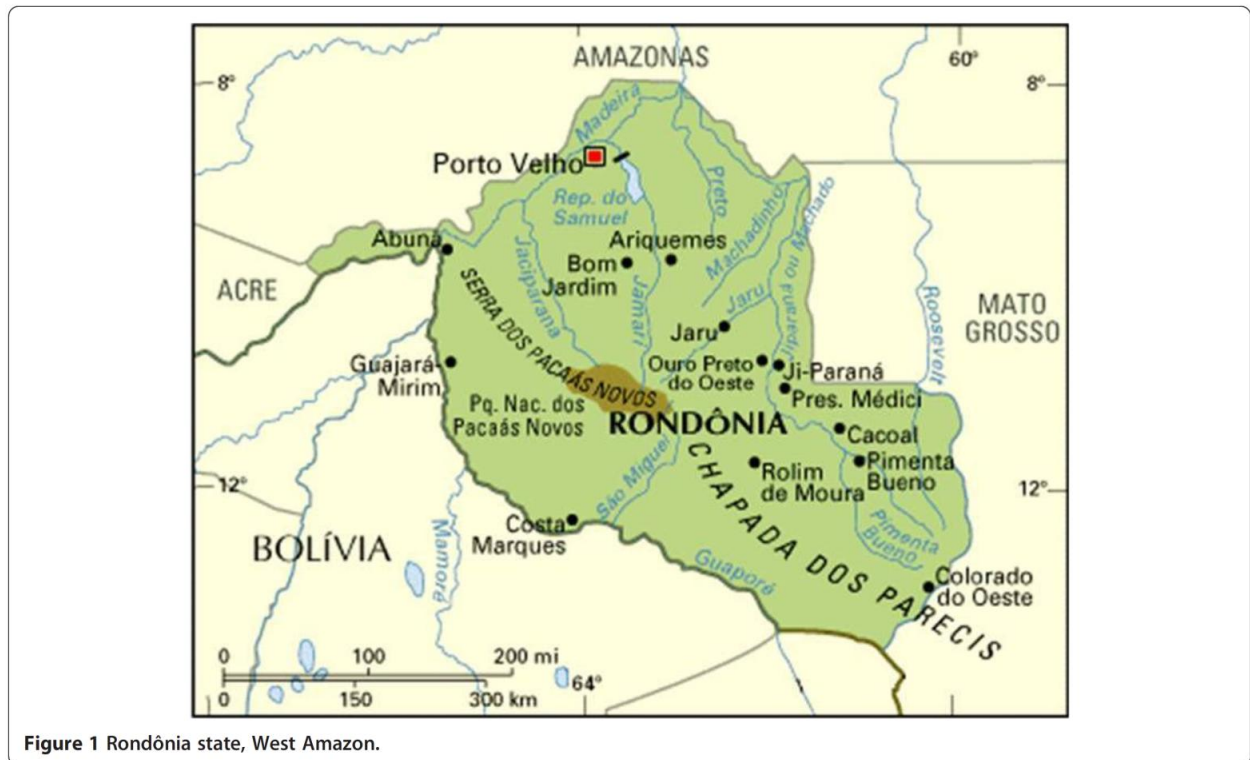 AMAZONAS
60°
8°
8°
Madeira
Porto Velho
Rep. do
Samuel
Preto
Machadinho
Jiparaná ou Machado
Abunã
Ariquemes
Bom
Jardim
Jaciparana
Jamari
ACRE
SERRA DOS PACAÁS NOVOS
Jaru
Jaru
Roosevelt
MATO
GROSSO
Guajará-
Mirim
Ouro Preto
do Oeste
Ji-Paraná
Pres. Médici
Pq. Nac. dos
Pacaás Novos
RONDÔNIA
Cacoal
Pimenta
Bueno
Rolim
de Moura
12°
12°
São Miguel
CHAPADA DOS PARECIS
Costa
Marques
BOLÍVIA
Mamoré
Guaporé
Pimenta
Bueno
Colorado
do Oeste
0 100 200 mi
0 150 300 km
64°
Figure 1 Rondônia state, West Amazon.